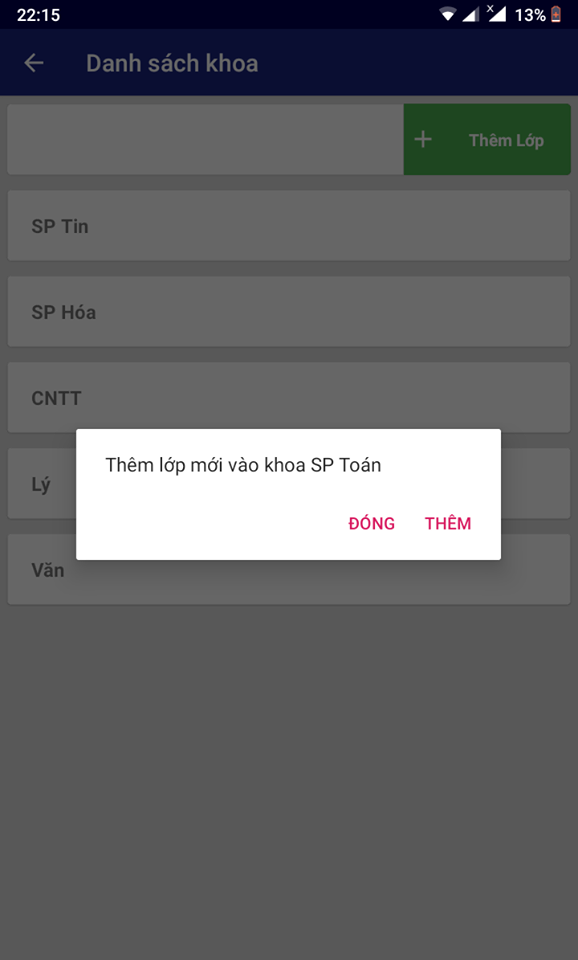 22:15
13%
Danh sách khoa
Thêm Lớp
SP Tin
SP Hóa
CNTT
Thêm lớp mới vào khoa SP Toán
Lý
ĐÓNG THÊM
Văn